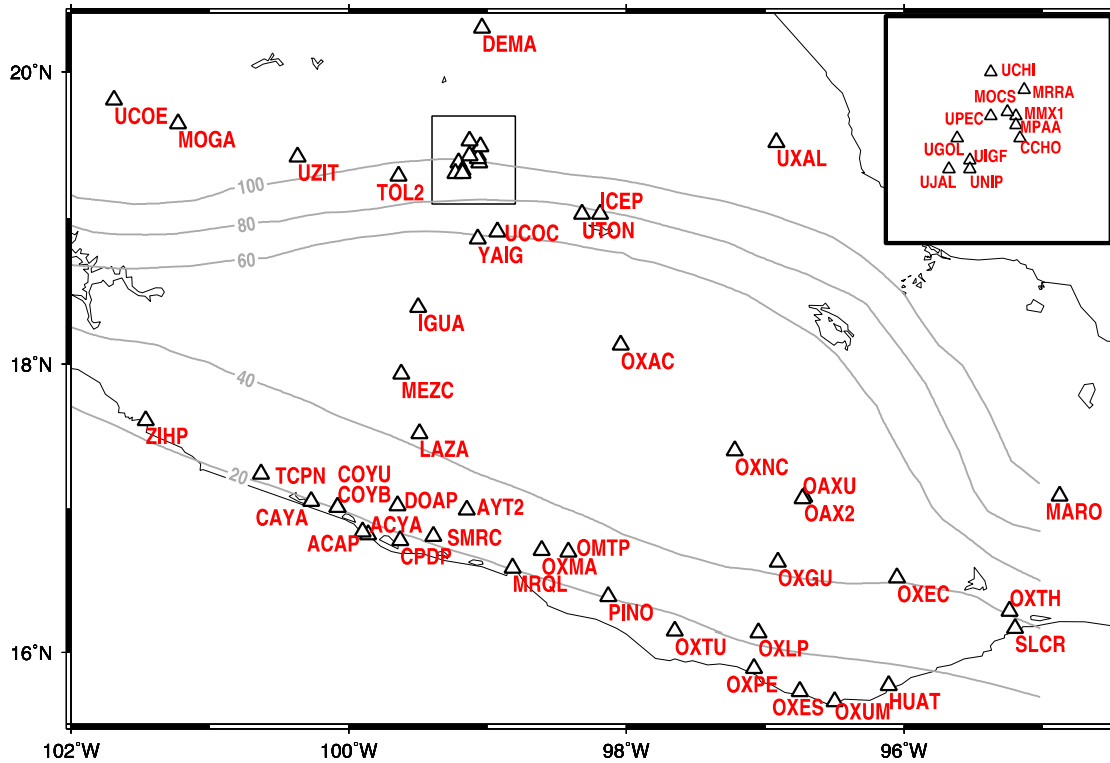 DEMA
20°N
UCOE
MOGA
UZIT
TOL2
UXAL
UCHI
MRRA
MOCS
MMX1
UPEC
MPAA
UGOL
CCHO
UIGF
UJAL
UNIP
100
80
60
ICEP
UTON
UCOC
YAIG
IGUA
18°N
40
MEZC
OXAC
ZIHP
LAZA
20
TCPN
COYU
COYB
DOAP
AYT2
CAYA
ACYA
ACAP
CPDP
SMRC
OXNC
OAXU
OAX2
MARO
OMTP
OXMA
MRQL
OXGU
OXEC
OXTH
PINO
SLCR
16°N
OXTU
OXLP
OXPE
OXES
OXUM
HUAT
102°W
100°W
98°W
96°W